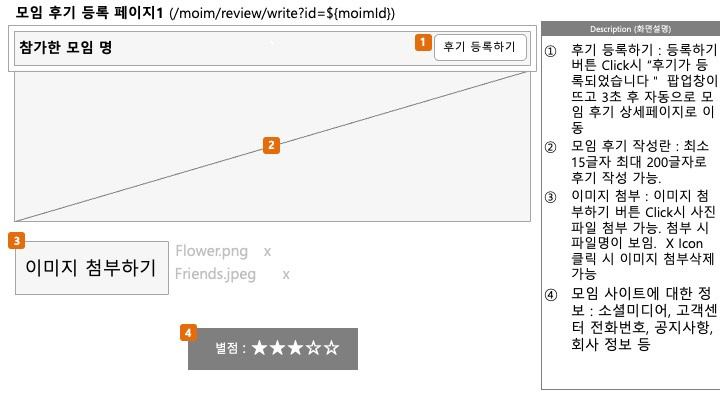 모임 후기 등록 페이지1 (/moim/review/write?id=${moimId})
참가한 모임 명
1
후기 등록하기
2
3
이미지 첨부하기
Flower.png x
Friends.jpeg x
4
별점 : ★★★☆☆
Description (화면설명)
① 후기 등록하기 : 등록하기
버튼 Click시 "후기가 등
록되었습니다 " 팝업창이
뜨고 3초 후 자동으로 모
임 후기 상세페이지로 이
동
② 모임 후기 작성란 : 최소
15글자 최대 200글자로
후기 작성 가능.
③ 이미지 첨부 : 이미지 첨
부하기 버튼 Click시 사진
파일 첨부 가능. 첨부 시
파일명이 보임. X Icon
클릭 시 이미지 첨부삭제
가능
④ 모임 사이트에 대한 정
보 : 소셜미디어, 고객센
터 전화번호, 공지사항,
회사 정보 등